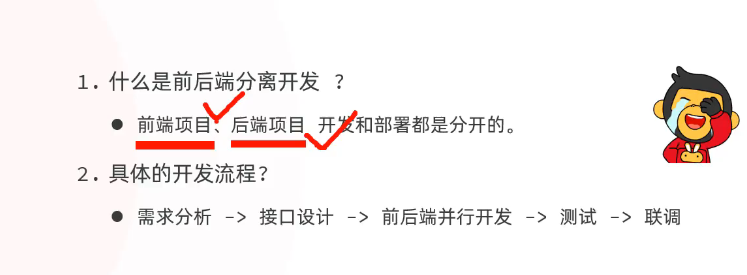 1. 什么是前后端分离开发 ？
● 前端项目、后端项目 开发和部署都是分开的。
2. 具体的开发流程?
● 需求分析 -> 接口设计 -> 前后端并行开发 -> 测试 -> 联调